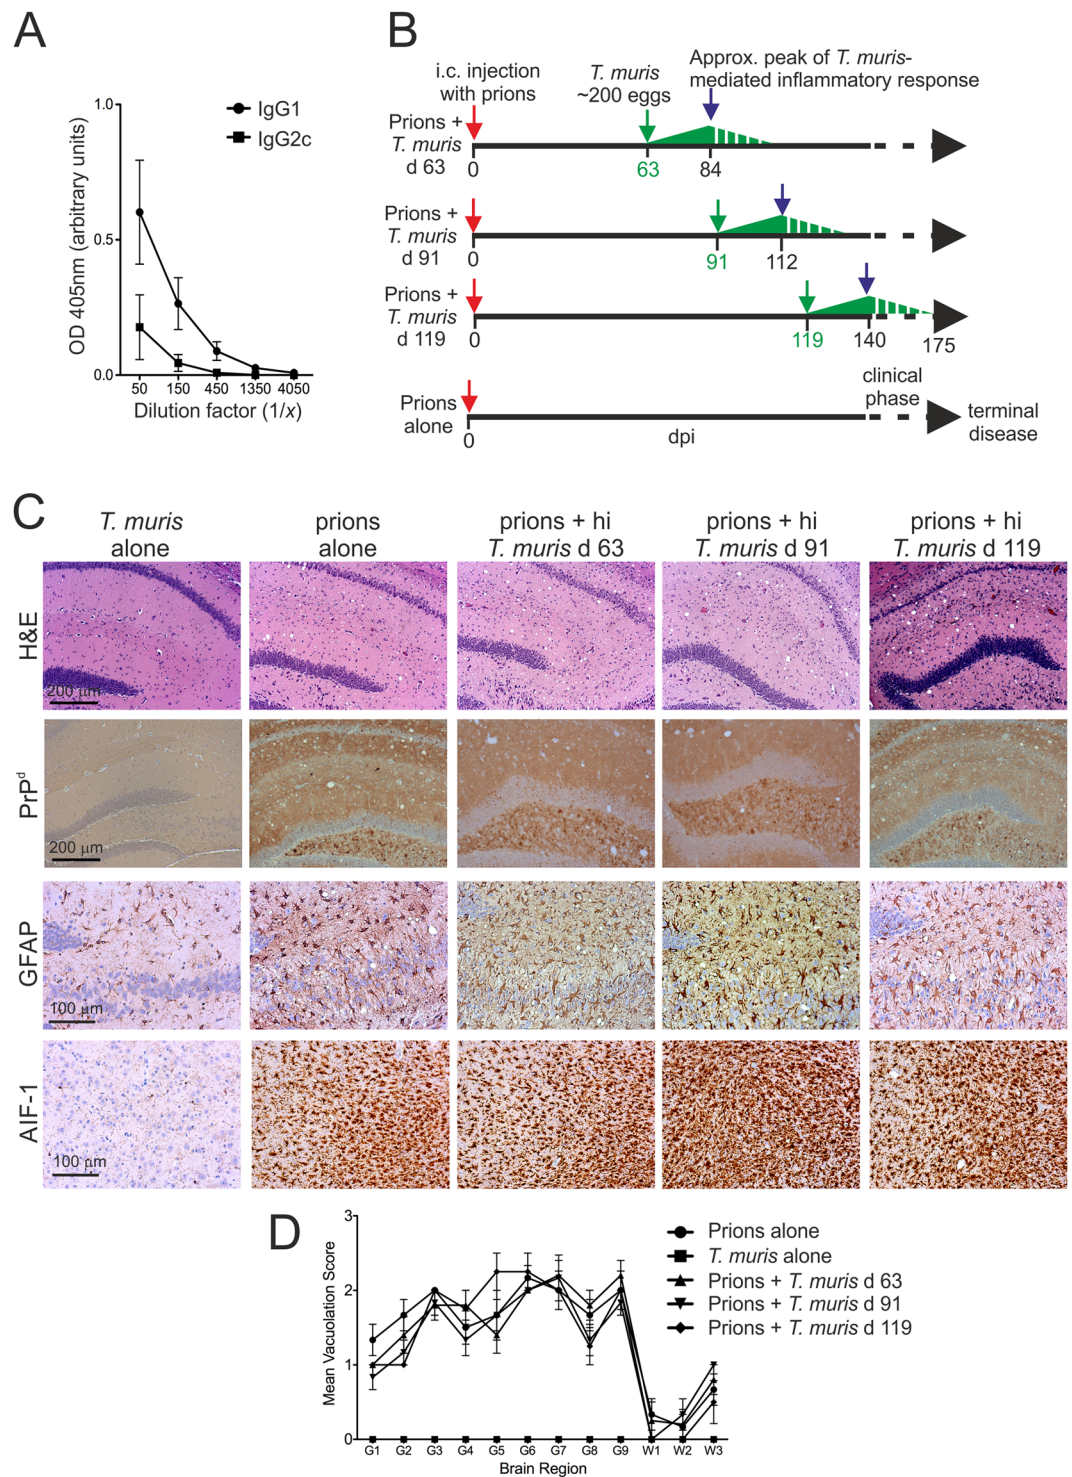 A
1.0
0.5
0.0
OD 405nm (arbitrary units)
IgG1
IgG2c
50 150 450 1350 4050
Dilution factor (1/x)
B
i.c. injection
with prions
T. muris
~200 eggs
Approx. peak of T. muris-
mediated inflammatory response
Prions +
T. muris
d 63
0 63 84
Prions +
T. muris
d 91
0 91 112
Prions +
T. muris
d 119
0 119 140 175
clinical
phase
Prions
alone
0 dpi
terminal
disease
C
T. muris
alone
prions
alone
prions + hi
T. muris d 63
prions + hi
T. muris d 91
prions + hi
T. muris d 119
H&E
200 µm
PrPd
200 µm
GFAP
100 µm
AIF-1
100 µm
D
3
2
1
0
Mean Vacuolation Score
G1 G2 G3 G4 G5 G6 G7 G8 G9 W1 W2 W3
Brain Region
Prions alone
T. muris alone
Prions + T. muris d 63
Prions + T. muris d 91
Prions + T. muris d 119